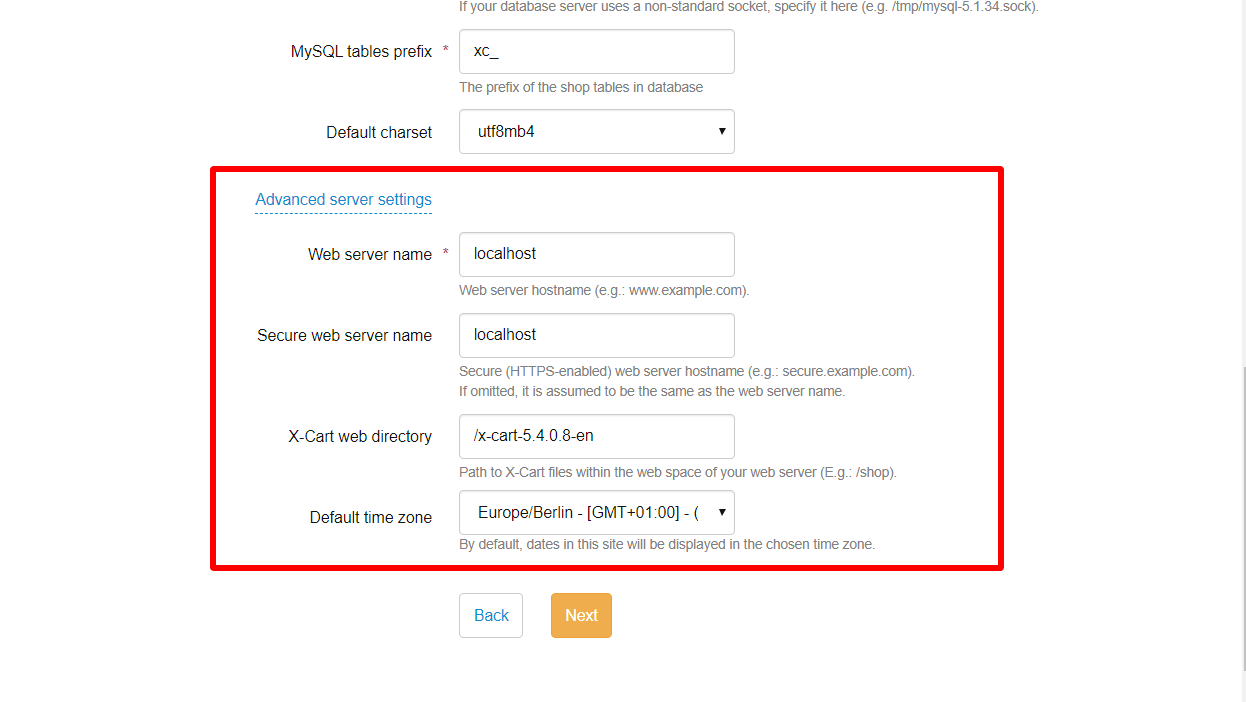 If your database server uses a non-standard socket, specify it here (e.g. /tmp/mysql-5.1.34.sock).
MySQL tables prefix * xc_
The prefix of the shop tables in database
Default charset utf8mb4
Advanced server settings
Web server name * localhost
Web server hostname (e.g.: www.example.com).
Secure web server name localhost
Secure (HTTPS-enabled) web server hostname (e.g.: secure.example.com).
If omitted, it is assumed to be the same as the web server name.
X-Cart web directory /x-cart-5.4.0.8-en
Path to X-Cart files within the web space of your web server (E.g.: /shop).
Default time zone Europe/Berlin - [GMT+01:00] - (
By default, dates in this site will be displayed in the chosen time zone.
Back Next